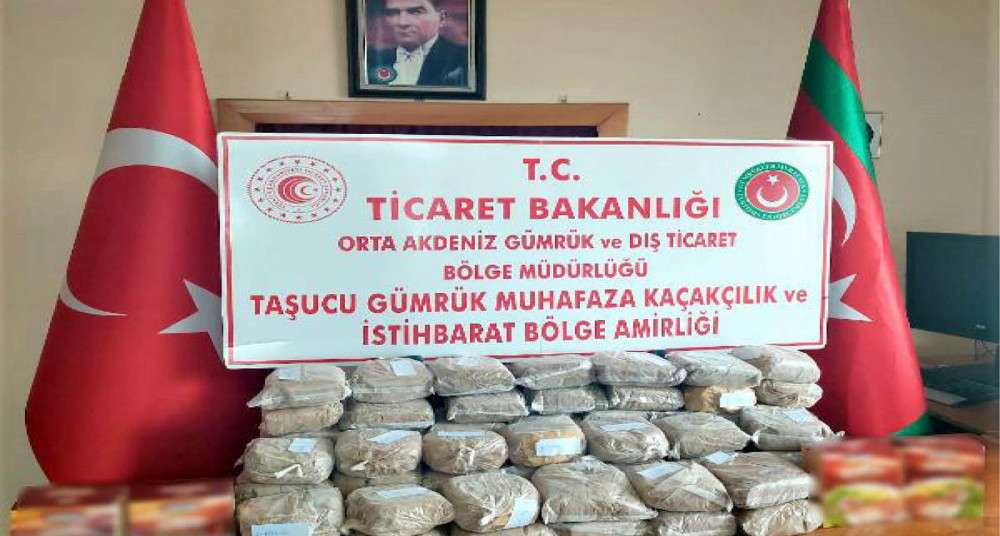 T.C.
TİCARET BAKANLIĞI
ORTA AKDENİZ GÜMRÜK ve DIŞ TİCARET
BÖLGE MÜDÜRLÜĞÜ
TAŞUCU GÜMRÜK MUHAFAZA KAÇAKÇILIK ve
İSTİHBARAT BÖLGE AMİRLİĞİ